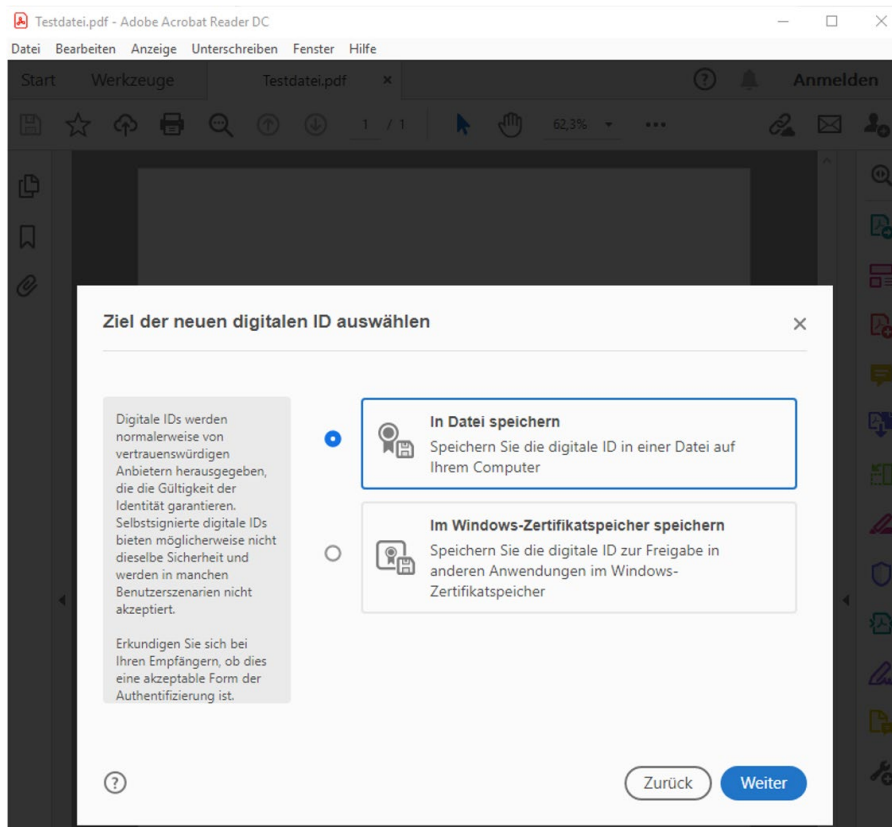 Testdatei.pdf - Adobe Acrobat Reader DC
Datei Bearbeiten Anzeige Unterschreiben Fenster Hilfe
Start Werkzeuge Testdatei.pdf × Anmelden
1 / 1 62,3%
Ziel der neuen digitalen ID auswählen
Digitale IDs werden
normalerweise von
vertrauenswürdigen
Anbietern herausgegeben,
die die Gültigkeit der
Identität garantieren.
Selbstsignierte digitale IDs
bieten möglicherweise nicht
dieselbe Sicherheit und
werden in manchen
Benutzerszenarien nicht
akzeptiert.
Erkundigen Sie sich bei
Ihren Empfängern, ob dies
eine akzeptable Form der
Authentifizierung ist.
In Datei speichern
Speichern Sie die digitale ID in einer Datei auf
Ihrem Computer
Im Windows-Zertifikatspeicher speichern
Speichern Sie die digitale ID zur Freigabe in
anderen Anwendungen im Windows-
Zertifikatspeicher
Zurück Weiter